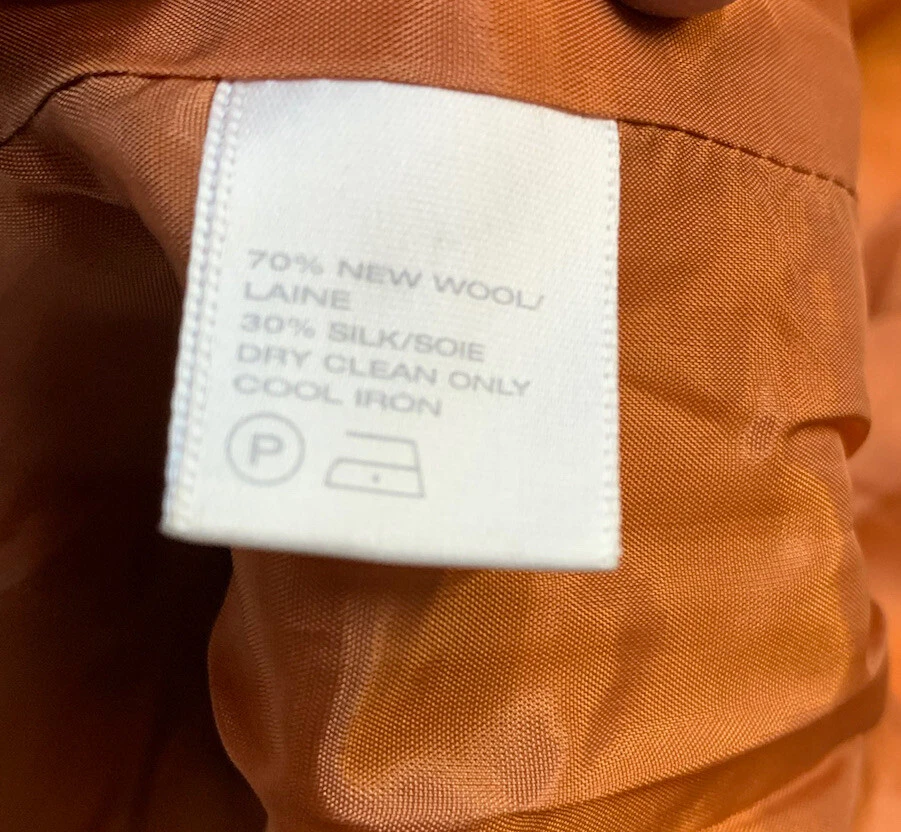 70% NEW WOOL/
LAINE
30% SILK/SOIE
DRY CLEAN ONLY
COOL IRON
P